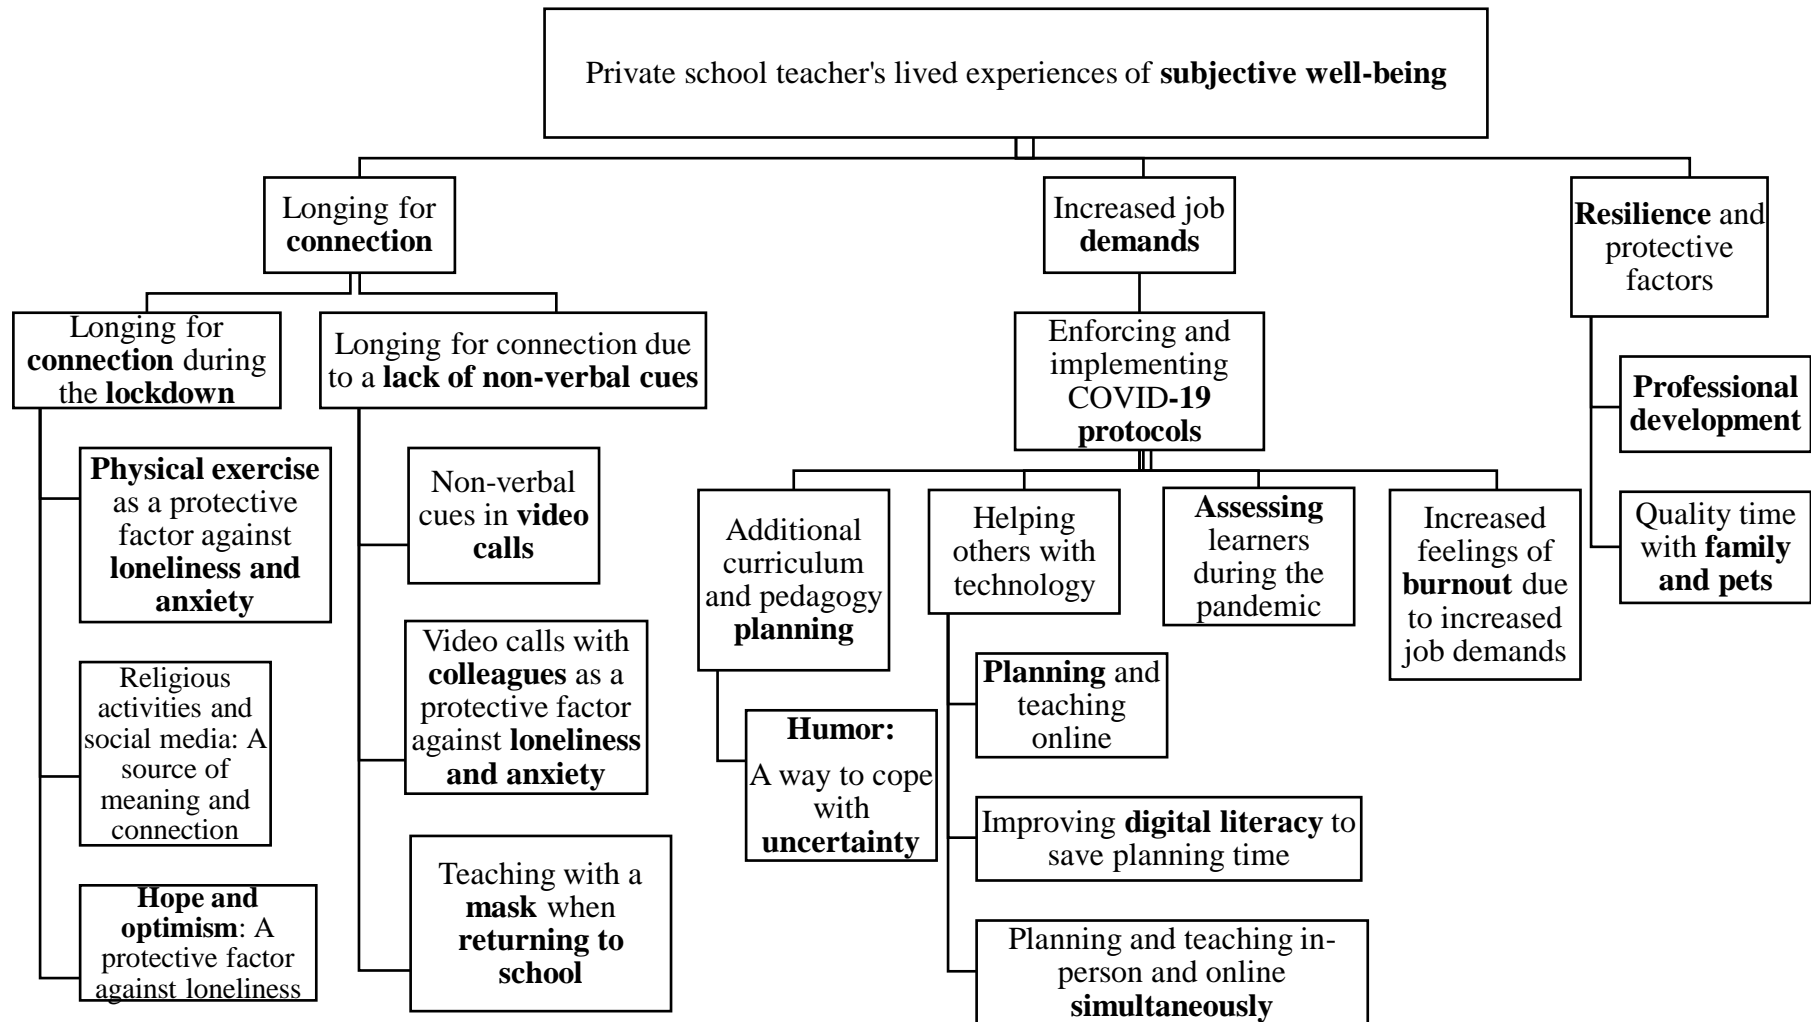 Private school teacher's lived experiences of subjective well-being
Longing for
connection
Increased job
demands
Resilience and
protective
factors
Longing for
connection during
the lockdown
Longing for connection due
to a lack of non-verbal cues
Enforcing and
implementing
COVID-19
protocols
Professional
development
Quality time
with family
and pets
Physical exercise
as a protective
factor against
loneliness and
anxiety
Religious
activities and
social media: A
source of
meaning and
connection
Hope and
optimism: A
protective factor
against loneliness
Non-verbal
cues in video
calls
Video calls with
colleagues as a
protective factor
against loneliness
and anxiety
Teaching with a
mask when
returning to
school
Additional
curriculum
and pedagogy
planning
Humor:
A way to cope
with
uncertainty
Helping
others with
technology
Planning and
teaching
online
Improving digital literacy to
save planning time
Planning and teaching in-
person and online
simultaneously
Assessing
learners
during the
pandemic
Increased
feelings of
burnout due
to increased
job demands